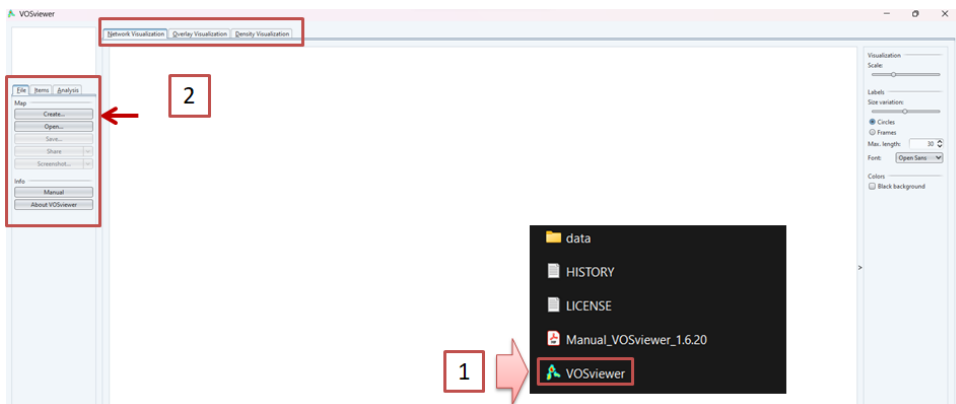 VOSviewer
Network Visualization Overlay Visualization Density Visualization
File Items Analysis
Map
Create...
Open...
Save...
Share
Screenshot...
Info
Manual
About VOSviewer
2
Visualization
Scale:
Labels
Size variation:
Circles
Frames
Max. length: 30
Font: Open Sans
Colors
Black background
>
data
HISTORY
LICENSE
Manual_VOSviewer_1.6.20
1
VOSviewer